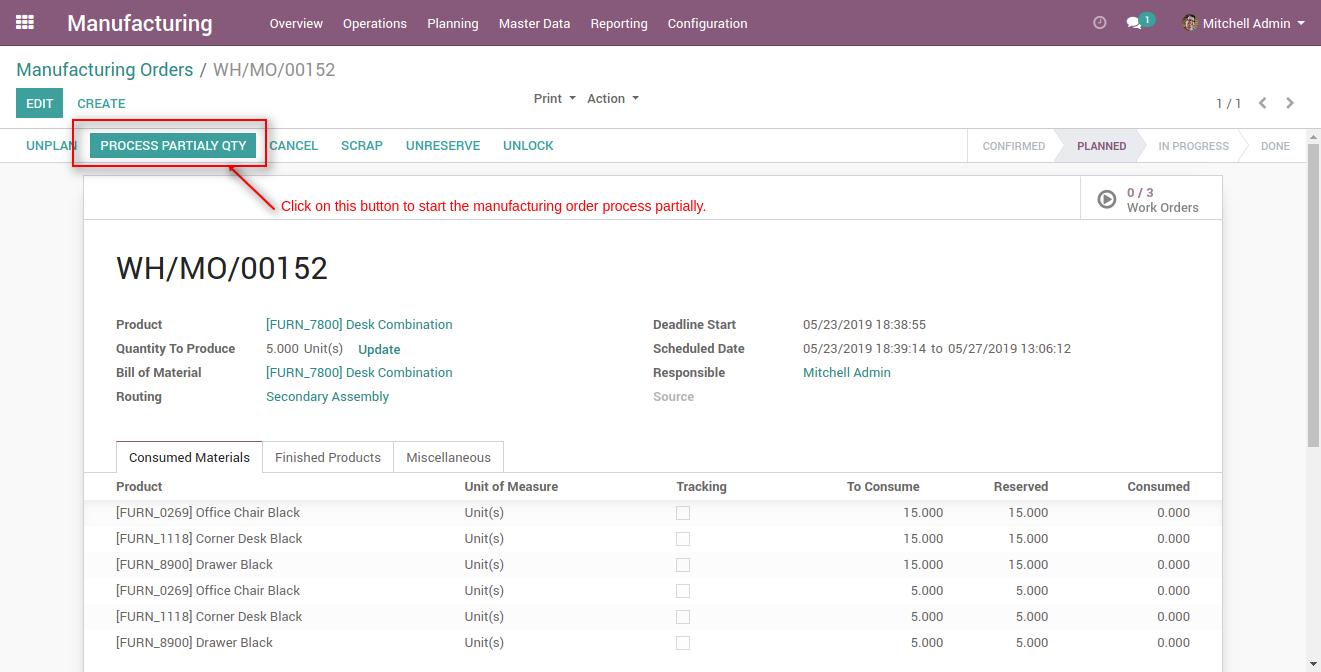 Manufacturing Overview Operations Planning Master Data Reporting Configuration 1 Mitchell Admin
Manufacturing Orders / WH/MO/00152
EDIT CREATE Print Action 1 / 1
UNPLAN PROCESS PARTIALY QTY CANCEL SCRAP UNRESERVE UNLOCK CONFIRMED PLANNED IN PROGRESS DONE
0 / 3
Work Orders
Click on this button to start the manufacturing order process partially.
WH/MO/00152
Product [FURN_7800] Desk Combination Deadline Start 05/23/2019 18:38:55
Quantity To Produce 5.000 Unit(s) Update Scheduled Date 05/23/2019 18:39:14 to 05/27/2019 13:06:12
Bill of Material [FURN_7800] Desk Combination Responsible Mitchell Admin
Routing Secondary Assembly Source
Consumed Materials Finished Products Miscellaneous
Product Unit of Measure Tracking To Consume Reserved Consumed
[FURN_0269] Office Chair Black Unit(s) 15.000 15.000 0.000
[FURN_1118] Corner Desk Black Unit(s) 15.000 15.000 0.000
[FURN_8900] Drawer Black Unit(s) 15.000 15.000 0.000
[FURN_0269] Office Chair Black Unit(s) 5.000 5.000 0.000
[FURN_1118] Corner Desk Black Unit(s) 5.000 5.000 0.000
[FURN_8900] Drawer Black Unit(s) 5.000 5.000 0.000